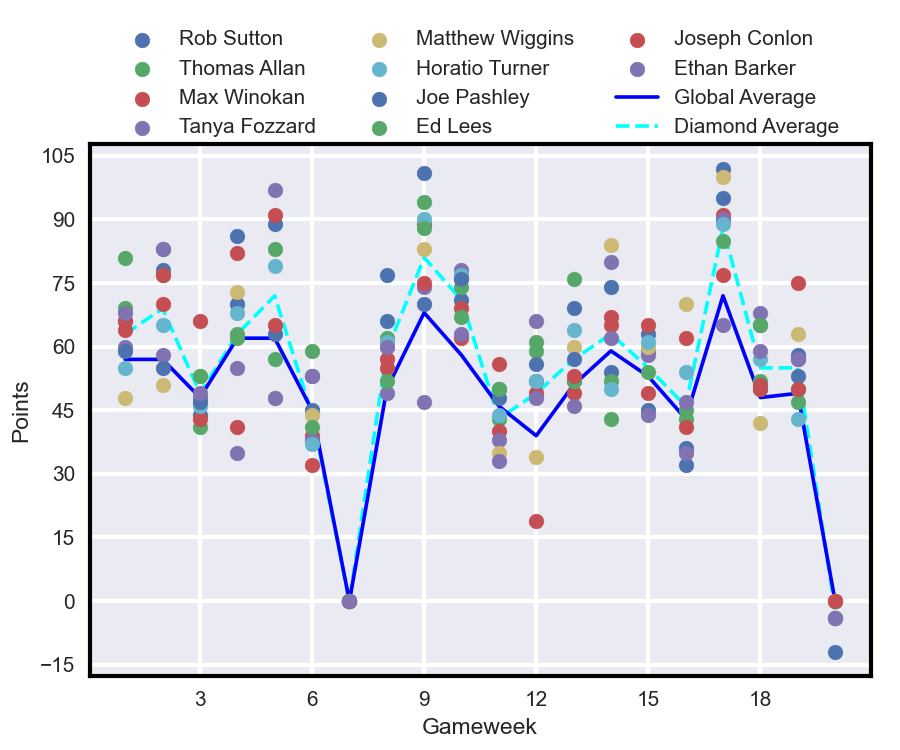 Rob Sutton
Thomas Allan
Max Winokan
Tanya Fozzard
Matthew Wiggins
Horatio Turner
Joe Pashley
Ed Lees
Joseph Conlon
Ethan Barker
Global Average
Diamond Average
105
90
75
60
45
30
15
0
−15
Points
3 6 9 12 15 18
Gameweek